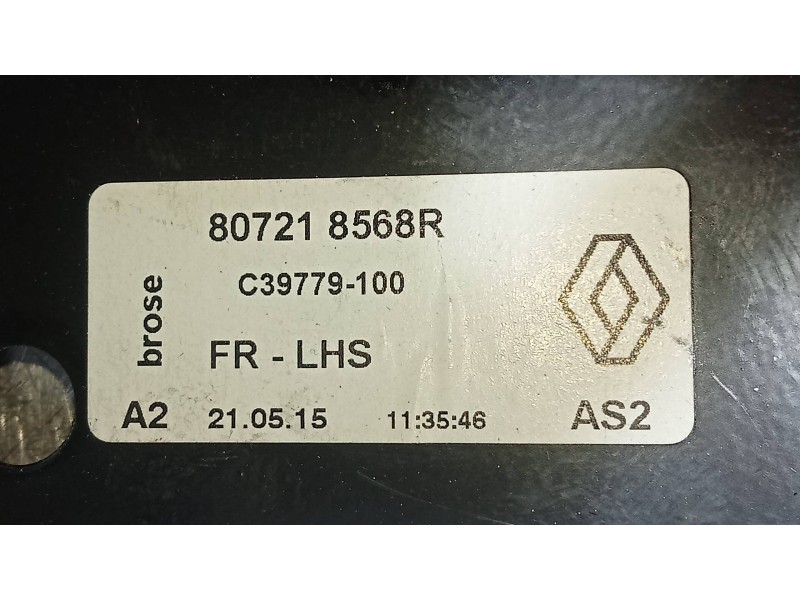 80721 8568R
C39779-100
brose
FR - LHS
A2 21.05.15 11:35:46 AS2